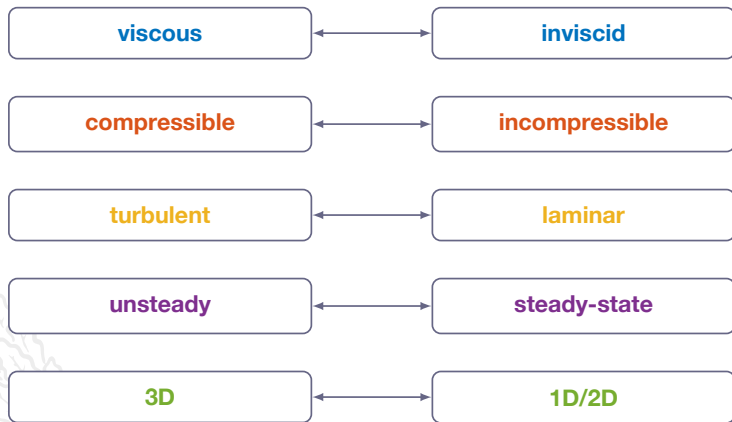 viscous inviscid
compressible incompressible
turbulent laminar
unsteady steady-state
3D 1D/2D